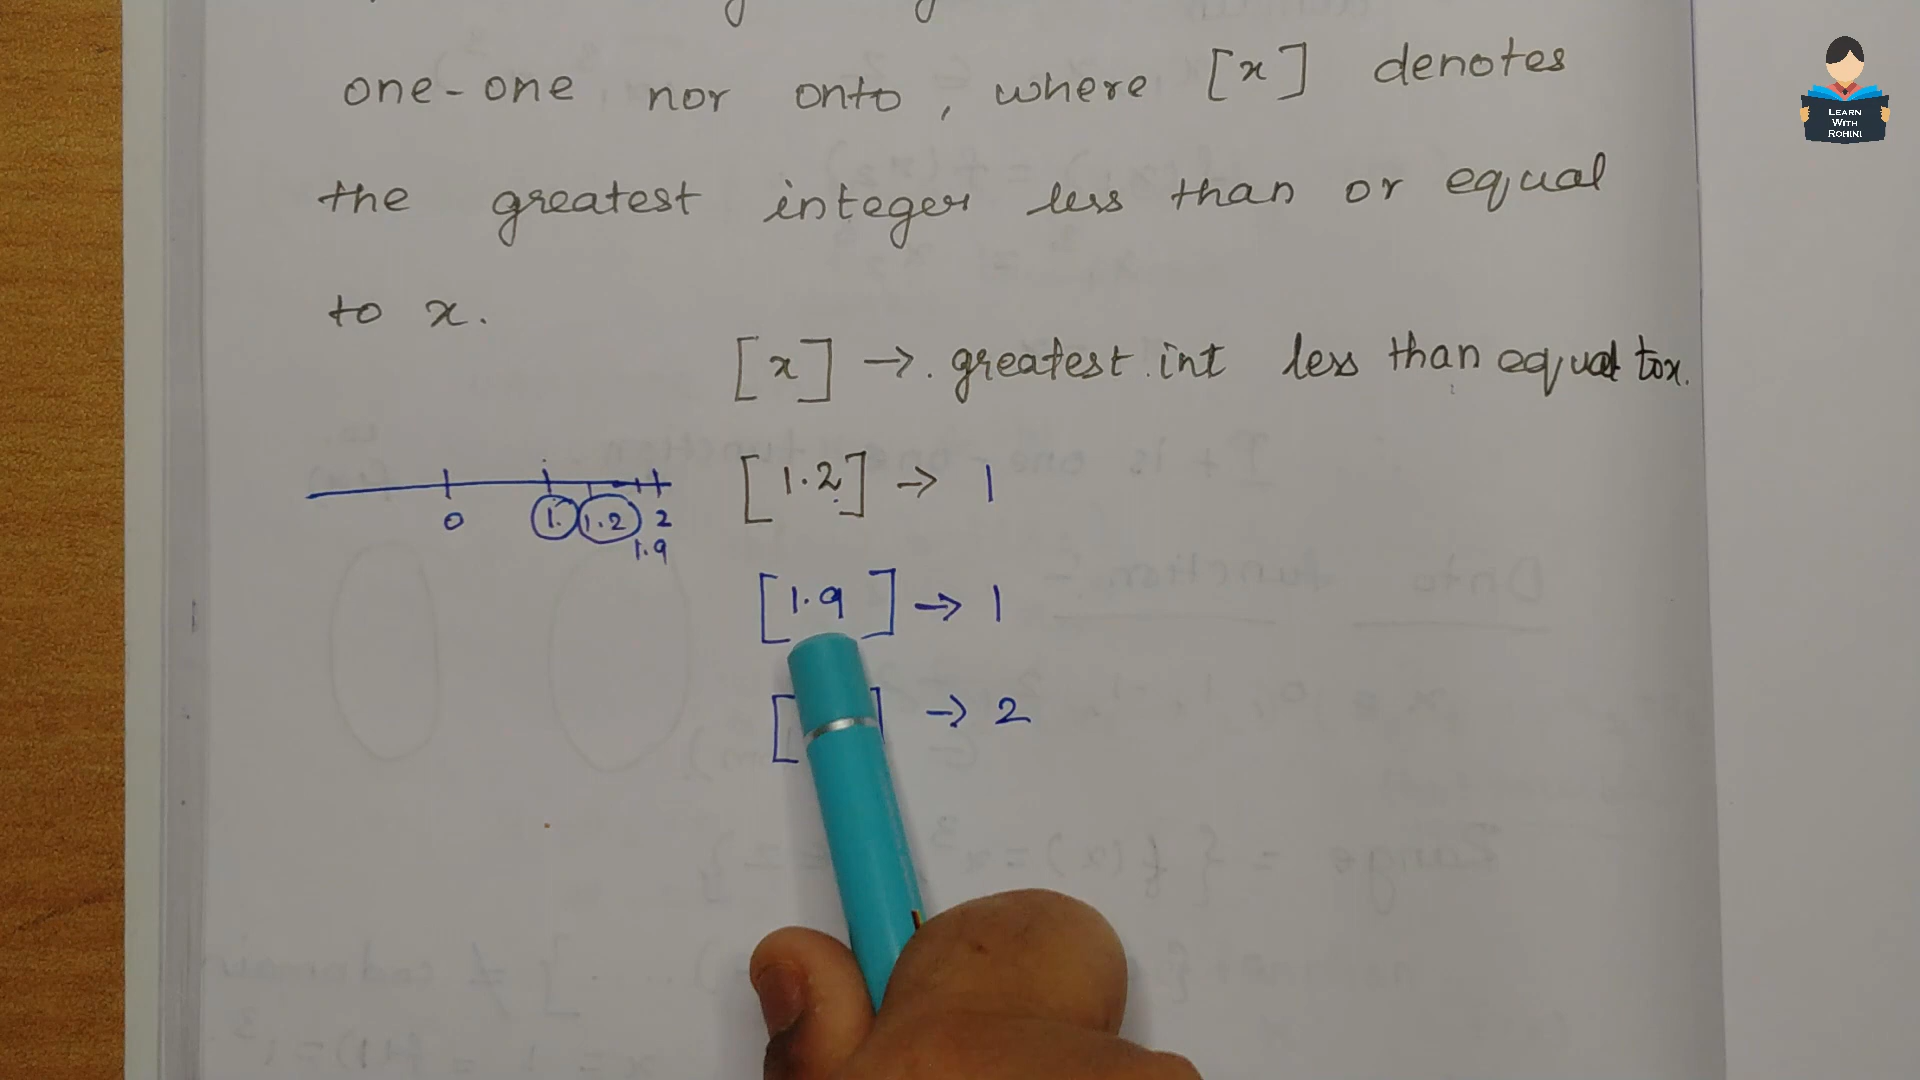 one-one nor onto, where [x] denotes
the greatest integer less than or equal
to x.
[x] → greatest int less than equal to x.
[1.2] → 1
0 1 1.2 2
1.9
[1.9] → 1
[ ] → 2
LEARN
WITH
ROHINI